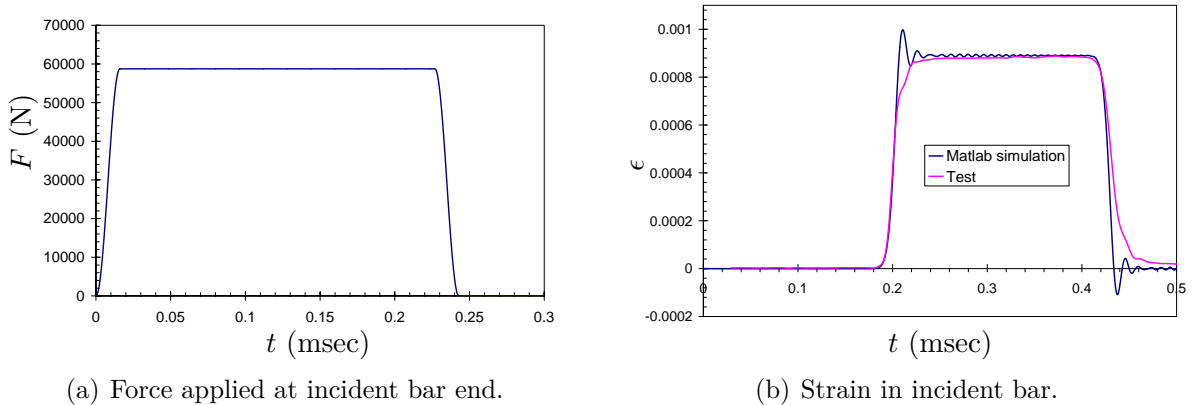 70000
60000
50000
40000
30000
20000
10000
0
F (N)
0 0.05 0.1 0.15 0.2 0.25 0.3
t (msec)
(a) Force applied at incident bar end.
0.001
0.0008
0.0006
0.0004
0.0002
0
-0.0002
ϵ
Matlab simulation
Test
0 0.1 0.2 0.3 0.4 0.5
t (msec)
(b) Strain in incident bar.